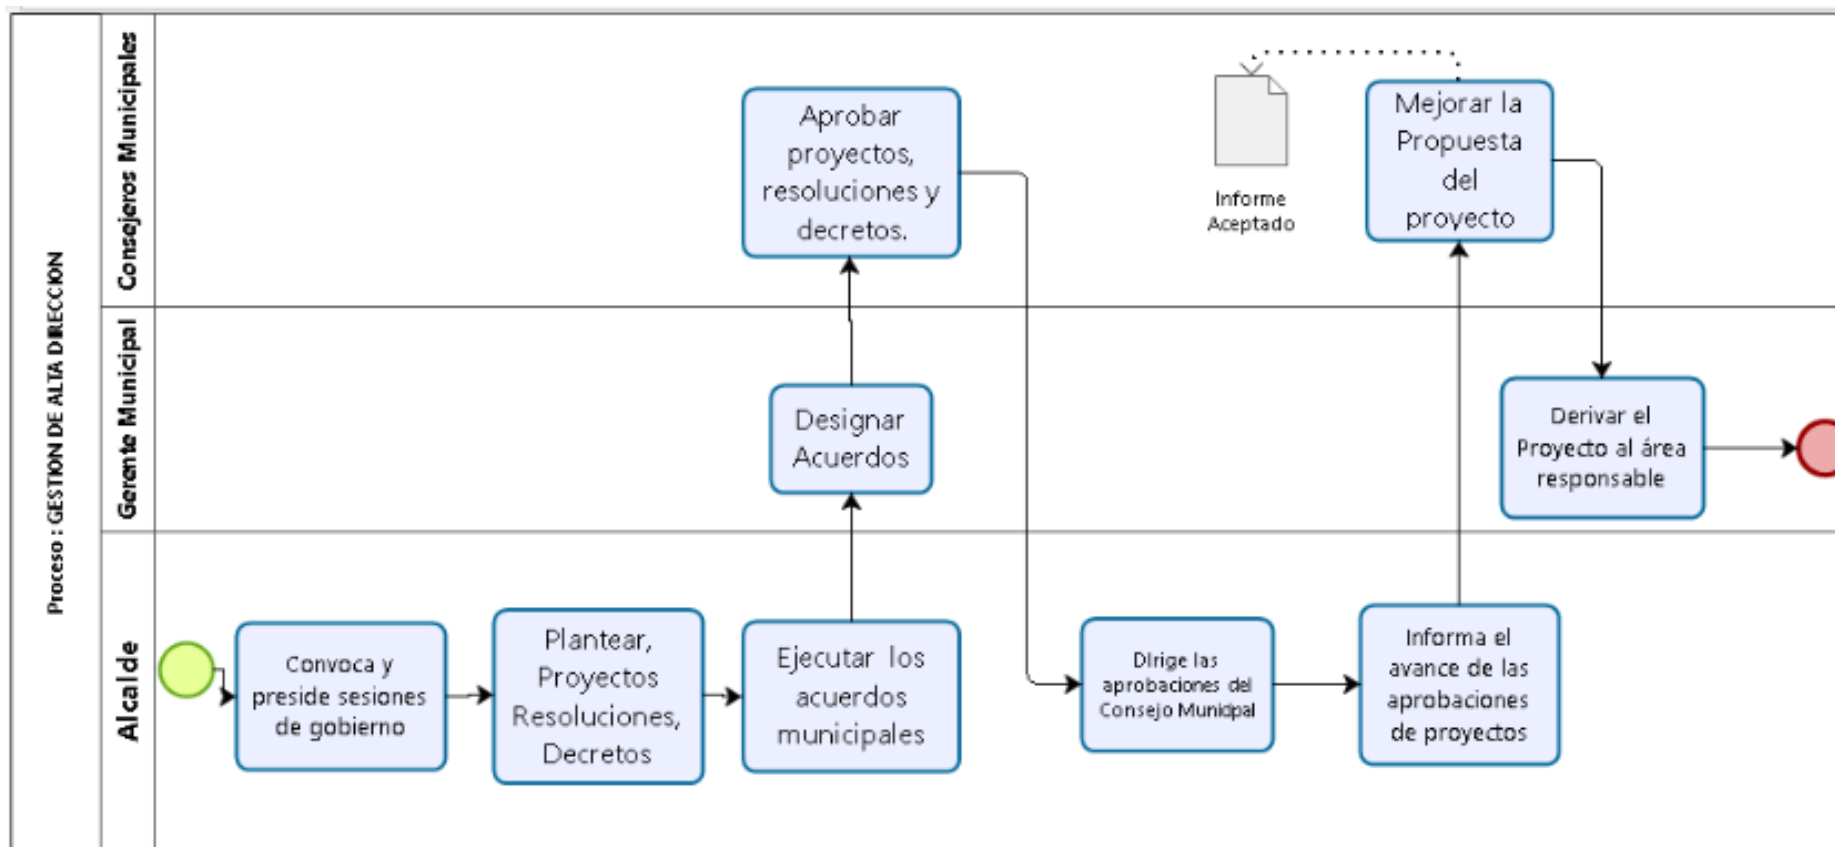 Proceso : GESTION DE ALTA DIRECCION
Consejeros Municipales
Aprobar
proyectos,
resoluciones y
decretos.
Informe
Aceptado
Mejorar la
Propuesta
del
proyecto
Gerente Municipal
Designar
Acuerdos
Derivar el
Proyecto al área
responsable
Alcalde
Convoca y
preside sesiones
de gobierno
Plantear,
Proyectos
Resoluciones,
Decretos
Ejecutar los
acuerdos
municipales
Dirige las
aprobaciones del
Consejo Municipal
Informa el
avance de las
aprobaciones
de proyectos